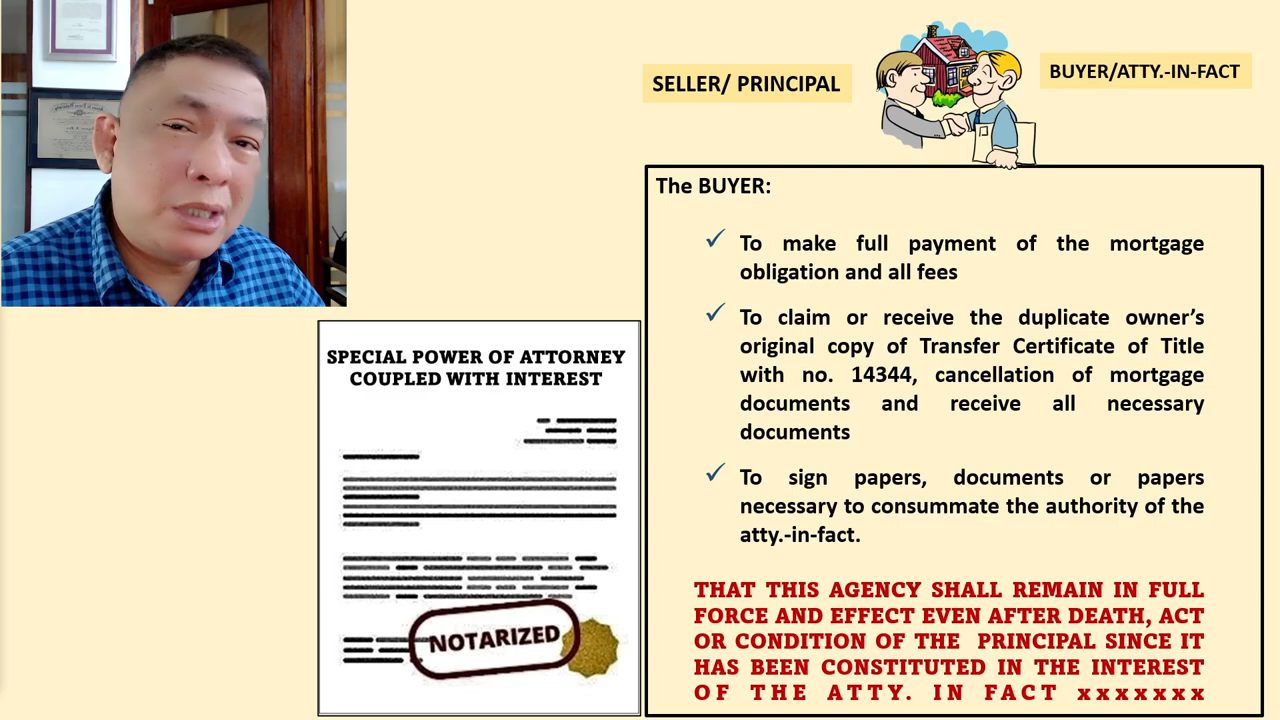 SELLER/ PRINCIPAL
BUYER/ATTY.-IN-FACT
The BUYER:
To make full payment of the mortgage
obligation and all fees
To claim or receive the duplicate owner’s
original copy of Transfer Certificate of Title
with no. 14344, cancellation of mortgage
documents and receive all necessary
documents
To sign papers, documents or papers
necessary to consummate the authority of the
atty.-in-fact.
THAT THIS AGENCY SHALL REMAIN IN FULL
FORCE AND EFFECT EVEN AFTER DEATH, ACT
OR CONDITION OF THE PRINCIPAL SINCE IT
HAS BEEN CONSTITUTED IN THE INTEREST
OF THE ATTY. IN FACT xxxxxxx
SPECIAL POWER OF ATTORNEY
COUPLED WITH INTEREST
NOTARIZED